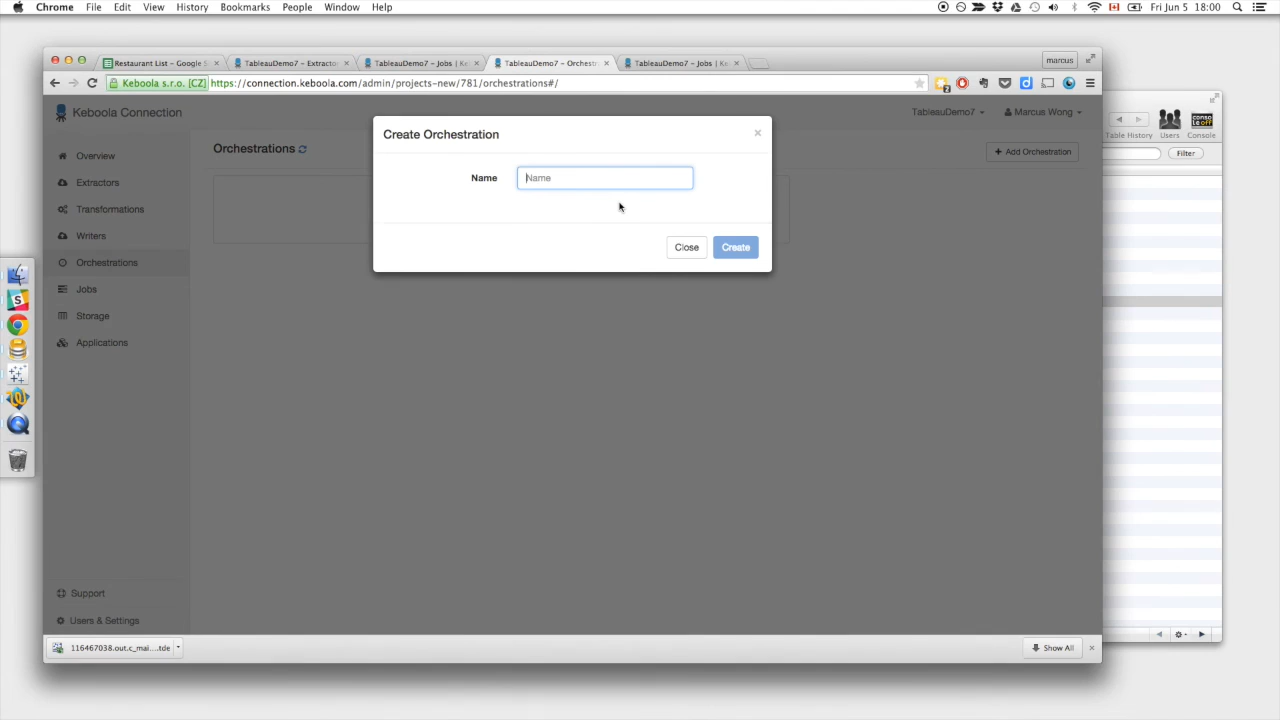 Chrome File Edit View History Bookmarks People Window Help Fri Jun 5 18:00
Restaurant List – Google S
TableauDemo7 – Extracto
TableauDemo7 – Jobs | Ke
TableauDemo7 – Orchestr
TableauDemo7 – Jobs | Ke
marcus
Keboola s.r.o. [CZ] https://connection.keboola.com/admin/projects-new/781/orchestrations#/
2
Keboola Connection
TableauDemo7
Marcus Wong
Create Orchestration
×
Name
Name
Close
Create
Overview
Extractors
Transformations
Writers
Orchestrations
Jobs
Storage
Applications
Orchestrations
+ Add Orchestration
Table History Users Console
Filter
Support
Users & Settings
116467038.out.c_mai....tde
Show All